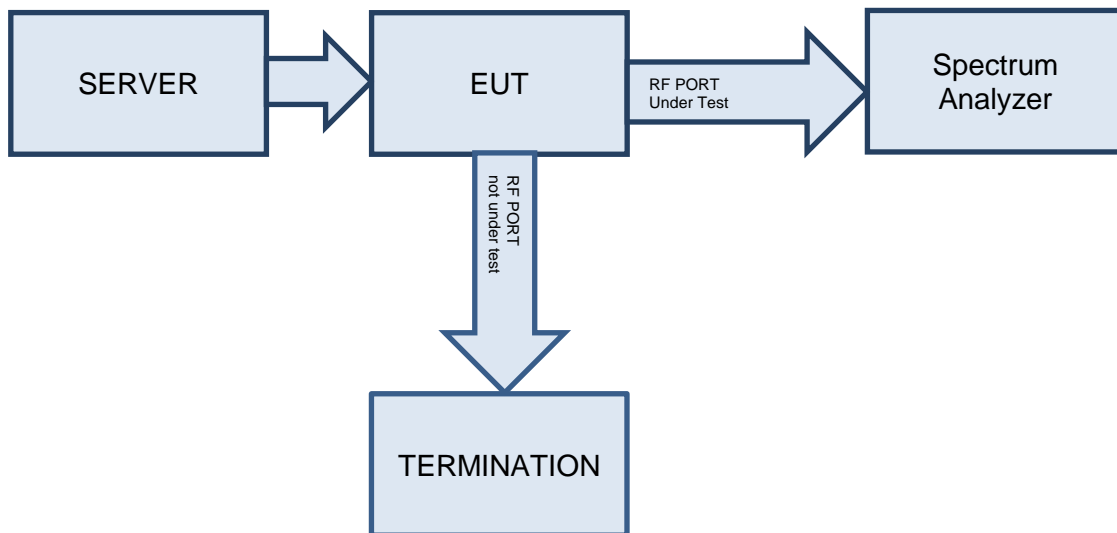 SERVER
EUT
RF PORT
Under Test
Spectrum
Analyzer
RF PORT
not under test
TERMINATION